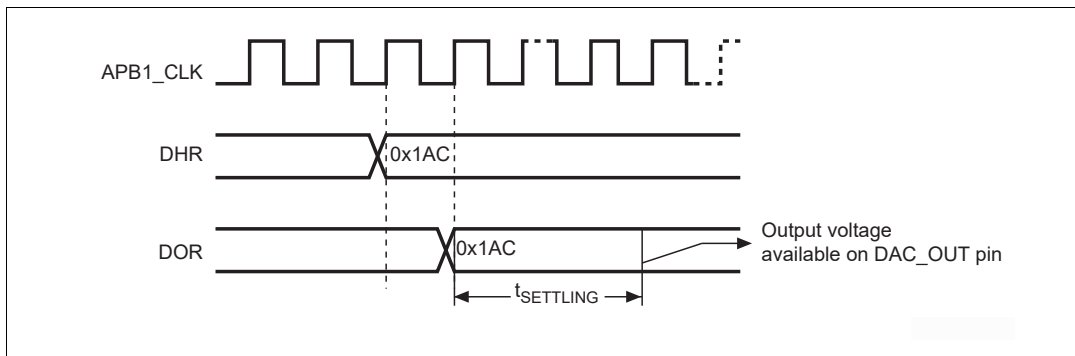 APB1_CLK
DHR
0x1AC
DOR
0x1AC
Output voltage
available on DAC_OUT pin
tSETTLING